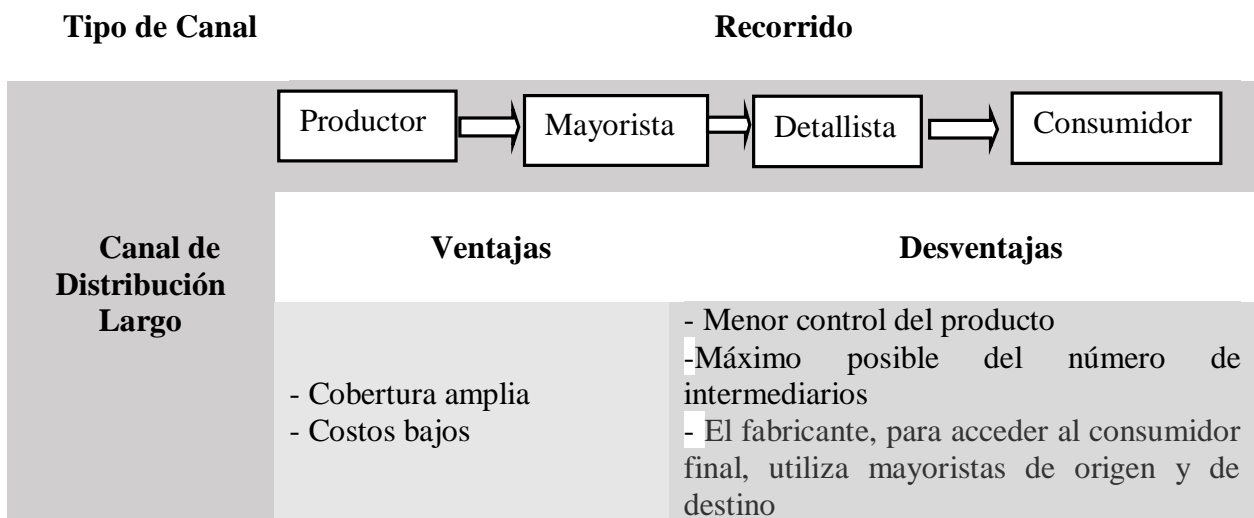 Tipo de Canal
Recorrido
Productor
Mayorista
Detallista
Consumidor
Canal de
Distribución
Largo
Ventajas
Desventajas
- Cobertura amplia
- Costos bajos
- Menor control del producto
-Máximo posible del número de
intermediarios
- El fabricante, para acceder al consumidor
final, utiliza mayoristas de origen y de
destino